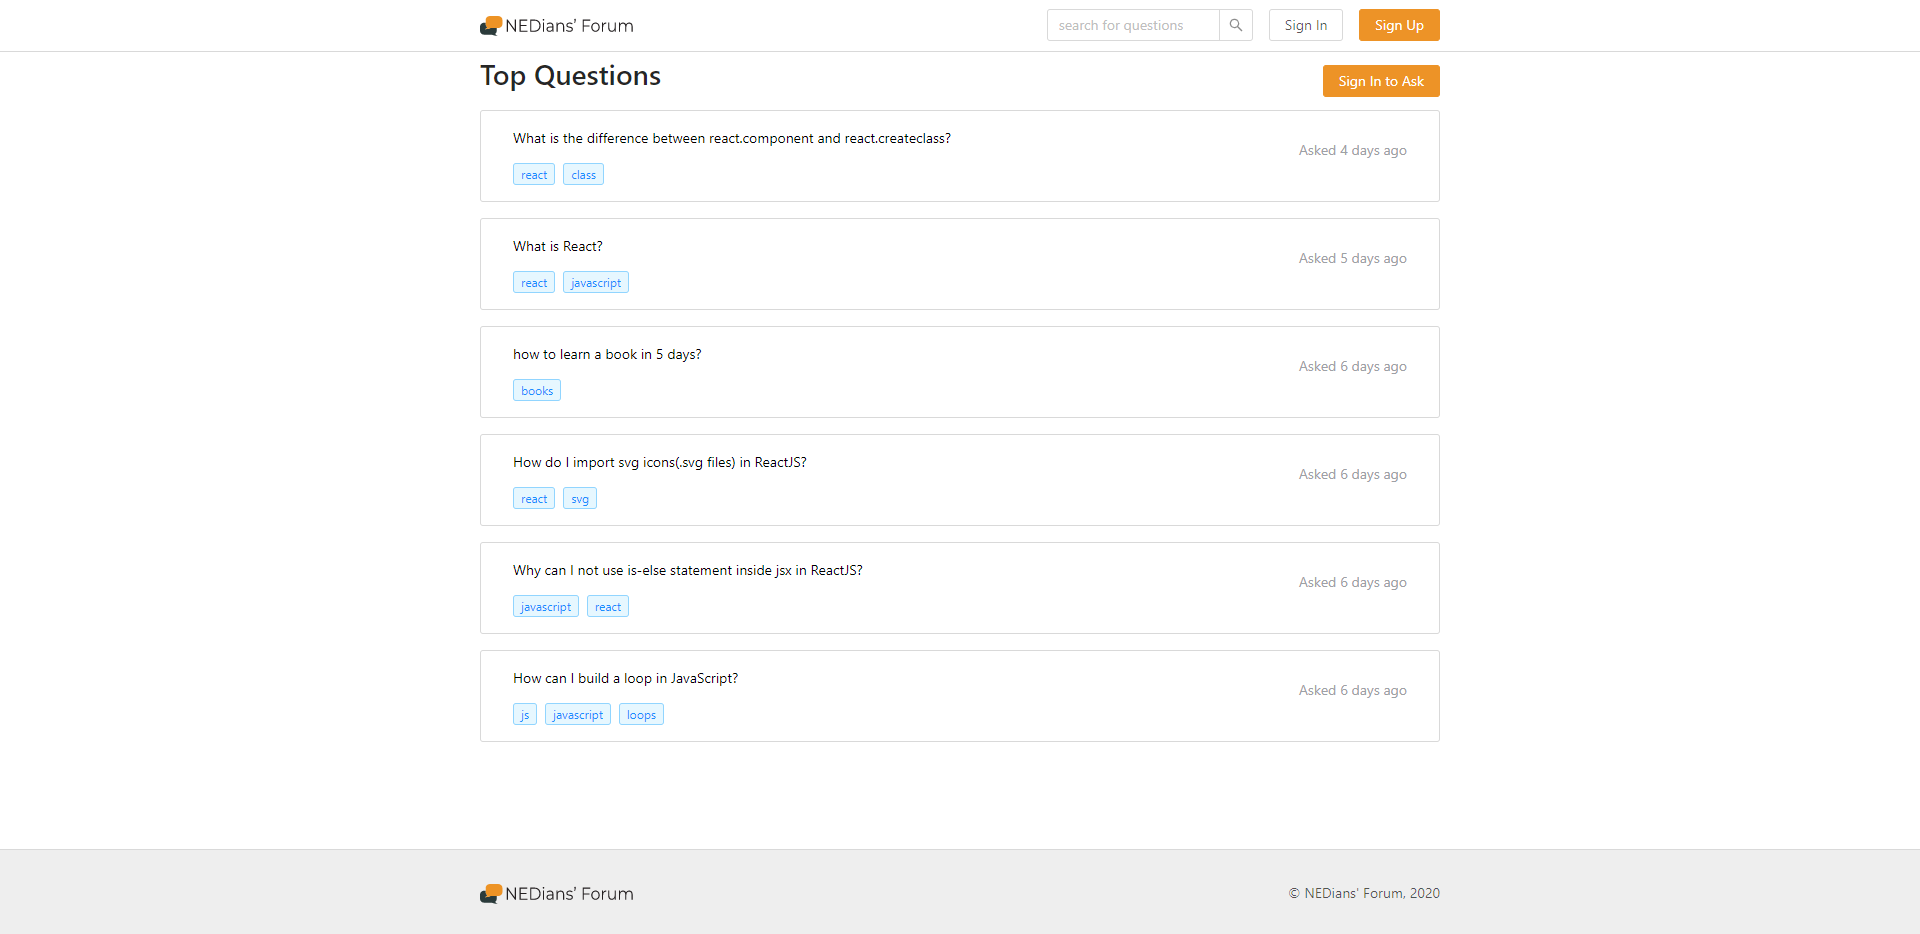 NEDians' Forum
search for questions
Sign In
Sign Up
Top Questions
Sign In to Ask
What is the difference between react.component and react.createclass?
Asked 4 days ago
react class
What is React?
Asked 5 days ago
react javascript
how to learn a book in 5 days?
Asked 6 days ago
books
How do I import svg icons(.svg files) in ReactJS?
Asked 6 days ago
react svg
Why can I not use is-else statement inside jsx in ReactJS?
Asked 6 days ago
javascript react
How can I build a loop in JavaScript?
Asked 6 days ago
js javascript loops
NEDians' Forum
© NEDians' Forum, 2020